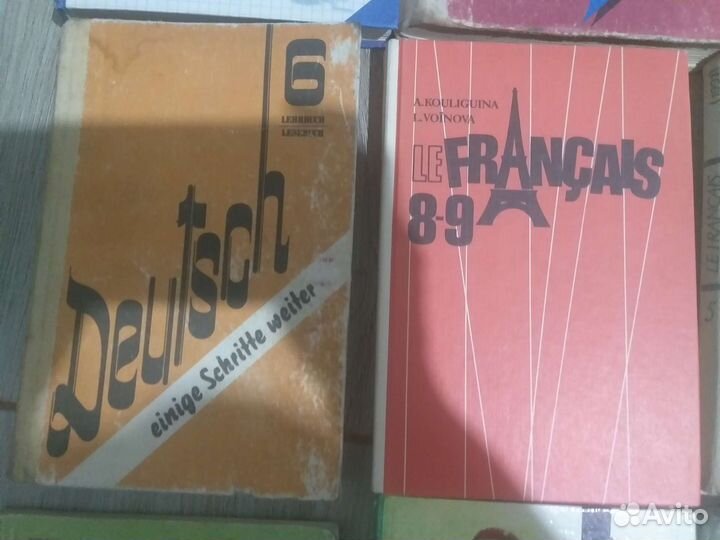 6
LEHRBUCH
LESEBUCH
Deutsch
einige Schritte weiter
A.KOULIGUINA
L.VOÏNOVA
LE FRANÇAIS
8-9
LE FRANÇAIS
Avito